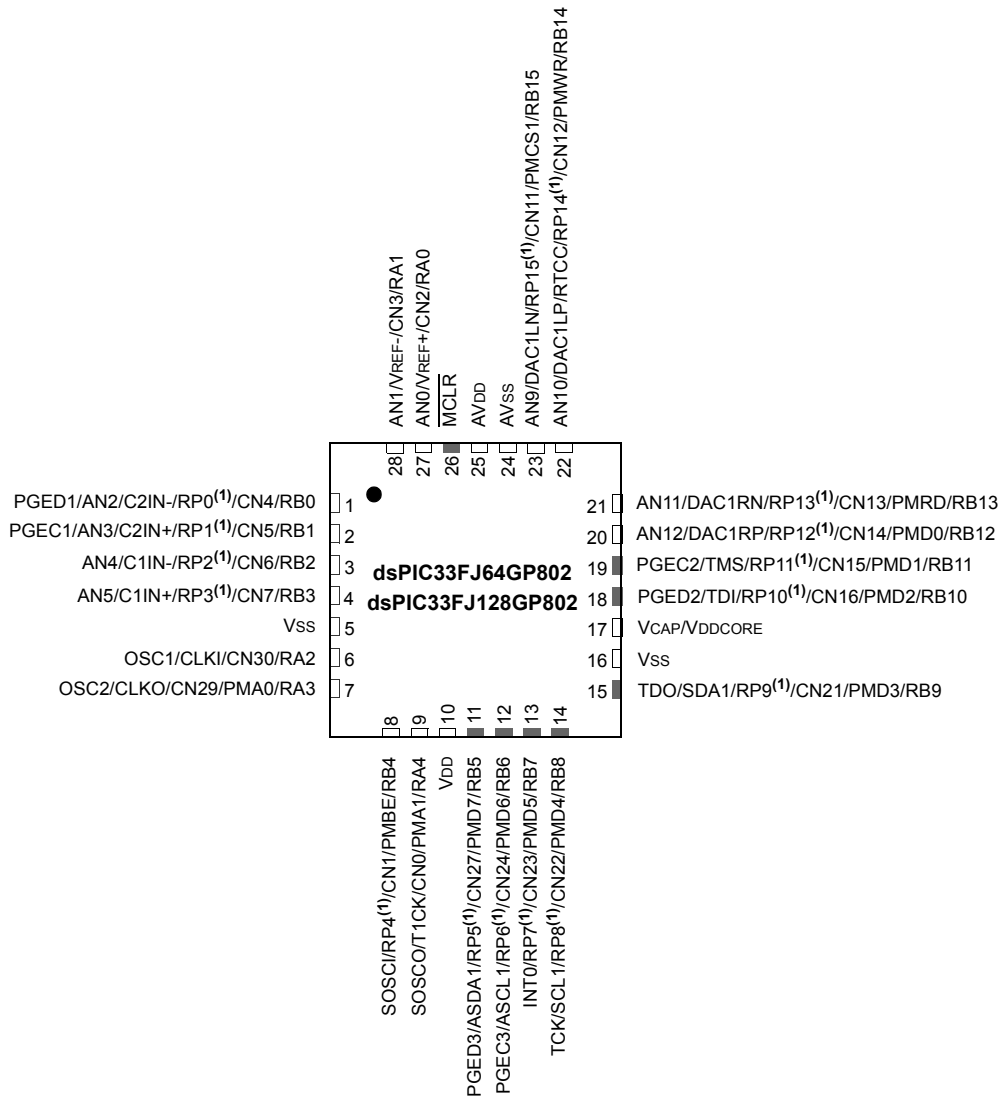 AN1/VREF-/CN3/RA1
AN0/VREF+/CN2/RA0
MCLR
AVDD
AVSS
AN9/DAC1LN/RP15(1)/CN11/PMCS1/RB15
AN10/DAC1LP/RTCC/RP14(1)/CN12/PMWR/RB14
28
27
26
25
24
23
22
PGED1/AN2/C2IN-/RP0(1)/CN4/RB0
1
PGEC1/AN3/C2IN+/RP1(1)/CN5/RB1
2
AN4/C1IN-/RP2(1)/CN6/RB2
3
AN5/C1IN+/RP3(1)/CN7/RB3
4
VSS
5
OSC1/CLKI/CN30/RA2
6
OSC2/CLKO/CN29/PMA0/RA3
7
dsPIC33FJ64GP802
dsPIC33FJ128GP802
21
AN11/DAC1RN/RP13(1)/CN13/PMRD/RB13
20
AN12/DAC1RP/RP12(1)/CN14/PMD0/RB12
19
PGEC2/TMS/RP11(1)/CN15/PMD1/RB11
18
PGED2/TDI/RP10(1)/CN16/PMD2/RB10
17
VCAP/VDDCORE
16
VSS
15
TDO/SDA1/RP9(1)/CN21/PMD3/RB9
8
9
10
11
12
13
14
SOSCI/RP4(1)/CN1/PMBE/RB4
SOSCO/T1CK/CN0/PMA1/RA4
VDD
PGED3/ASDA1/RP5(1)/CN27/PMD7/RB5
PGEC3/ASCL1/RP6(1)/CN24/PMD6/RB6
INT0/RP7(1)/CN23/PMD5/RB7
TCK/SCL1/RP8(1)/CN22/PMD4/RB8